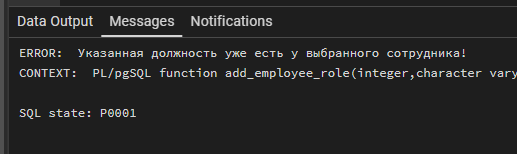 Data Output Messages Notifications
ERROR:  Указанная должность уже есть у выбранного сотрудника!
CONTEXT:  PL/pgSQL function add_employee_role(integer,character vary
SQL state: P0001